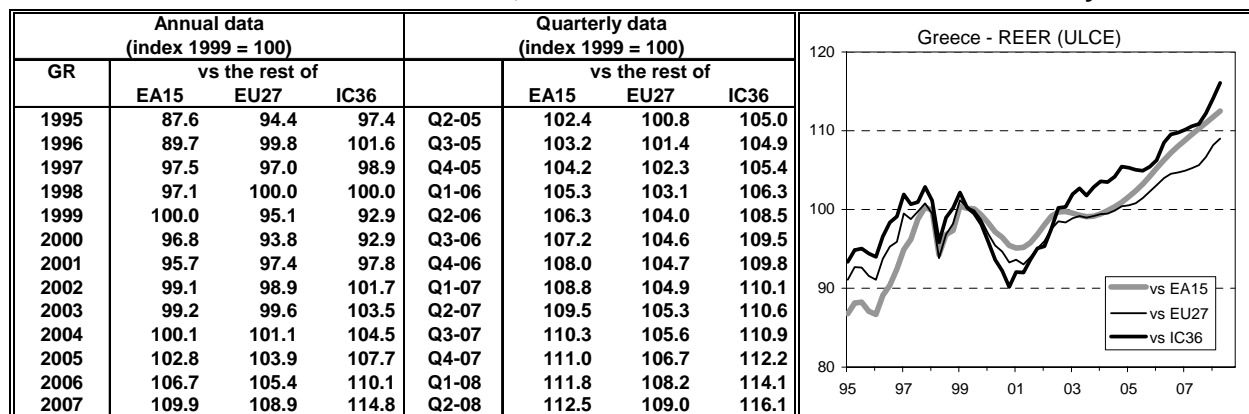 Annual data Quarterly data
(index 1999 = 100) (index 1999 = 100)
GR vs the rest of vs the rest of
EA15 EU27 IC36 EA15 EU27 IC36
1995 87.6 94.4 97.4 Q2-05 102.4 100.8 105.0
1996 89.7 99.8 101.6 Q3-05 103.2 101.4 104.9
1997 97.5 97.0 98.9 Q4-05 104.2 102.3 105.4
1998 97.1 100.0 100.0 Q1-06 105.3 103.1 106.3
1999 100.0 95.1 92.9 Q2-06 106.3 104.0 108.5
2000 96.8 93.8 92.9 Q3-06 107.2 104.6 109.5
2001 95.7 97.4 97.8 Q4-06 108.0 104.7 109.8
2002 99.1 98.9 101.7 Q1-07 108.8 104.9 110.1
2003 99.2 99.6 103.5 Q2-07 109.5 105.3 110.6
2004 100.1 101.1 104.5 Q3-07 110.3 105.6 110.9
2005 102.8 103.9 107.7 Q4-07 111.0 106.7 112.2
2006 106.7 105.4 110.1 Q1-08 111.8 108.2 114.1
2007 109.9 108.9 114.8 Q2-08 112.5 109.0 116.1
Greece - REER (ULCE)
120
110
100
90
80
95 97 99 01 03 05 07
vs EA15
vs EU27
vs IC36